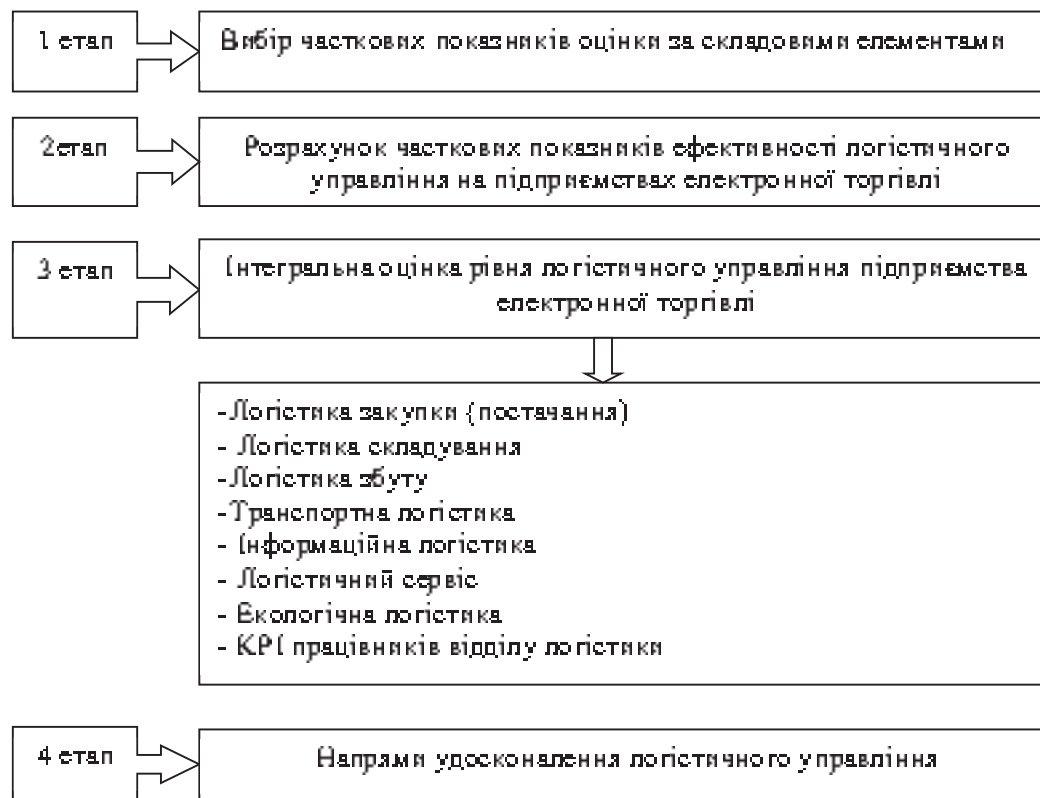 1 етап
Вибір часткових показників оцінки за складовими елементами
2етап
Розрахунок часткових показників ефективності логістичного
управління на підприємствах електронної торгівлі
3 етап
Інтегральна оцінка рівня логістичного управління підприємства
електронної торгівлі
-Логістика закупки (постачання)
- Логістика складування
-Логістика збуту
-Транспортна логістика
- Інформаційна логістика
- Логістичний сервіс
- Екологічна логістика
- КРІ працівників відділу логістики
4 етап
Напрями удосконалення логістичного управління